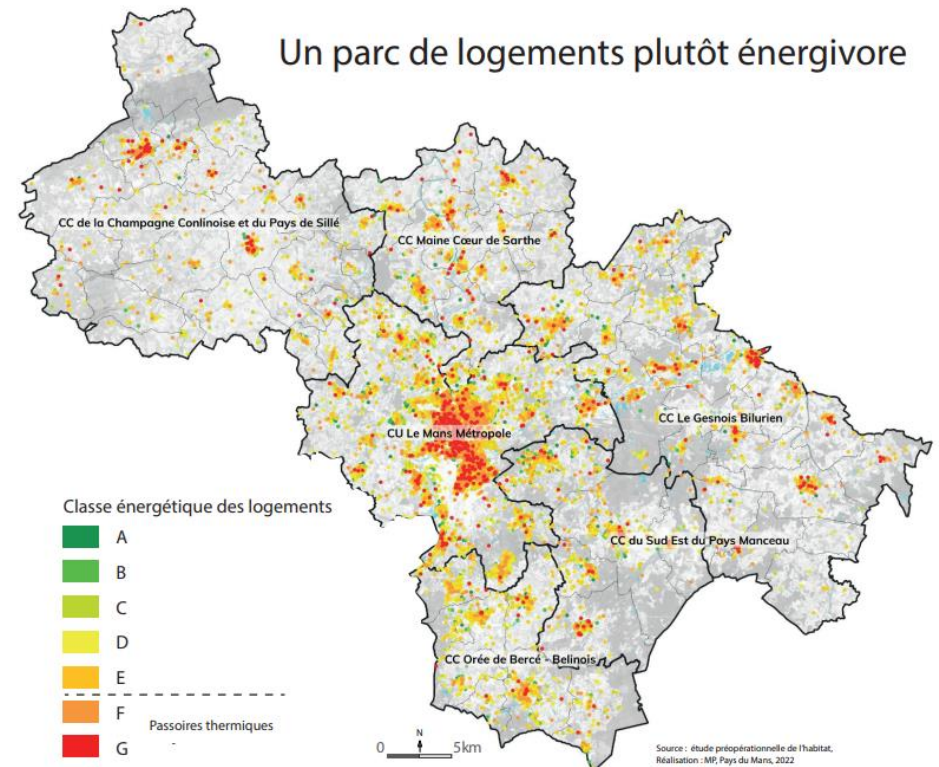 Un parc de logements plutôt énergivore
CC de la Champagne Conlinoise et du Pays de Sillé
CC Maine Cœur de Sarthe
CC Le Gesnois Bilurien
CU Le Mans Métropole
CC du Sud Est du Pays Manceau
CC Orée de Bercé - Belinois
Classe énergétique des logements
A
B
C
D
E
F
Passoires thermiques
-
G
N
0 5km
Source : étude préopérationnelle de l'habitat,
Réalisation : MP, Pays du Mans, 2022